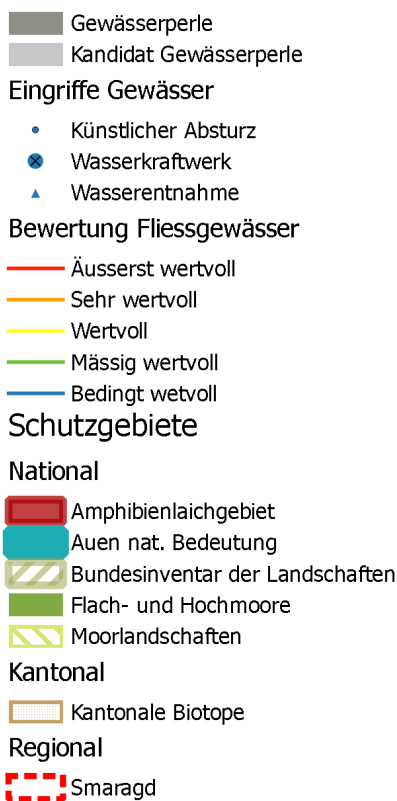 Gewässerperle
Kandidat Gewässerperle
Eingriffe Gewässer
Künstlicher Absturz
Wasserkraftwerk
Wasserentnahme
Bewertung Fliessgewässer
Äusserst wertvoll
Sehr wertvoll
Wertvoll
Mässig wertvoll
Bedingt wetvoll
Schutzgebiete
National
Amphibienlaichgebiet
Auen nat. Bedeutung
Bundesinventar der Landschaften
Flach- und Hochmoore
Moorlandschaften
Kantonal
Kantonale Biotope
Regional
Smaragd